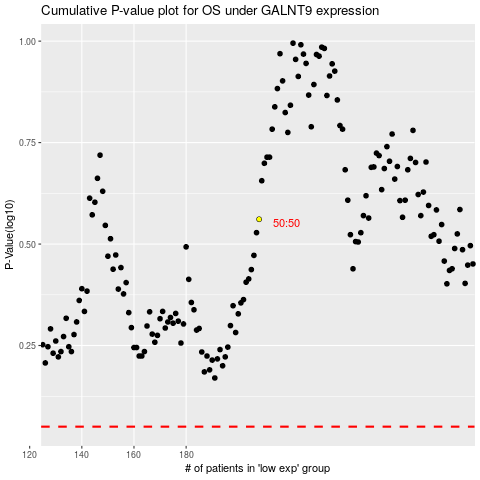 Cumulative P-value plot for OS under GALNT9 expression
P-Value(log10)
1.00
0.75
0.50
0.25
50:50
120 140 160 180
# of patients in 'low exp' group